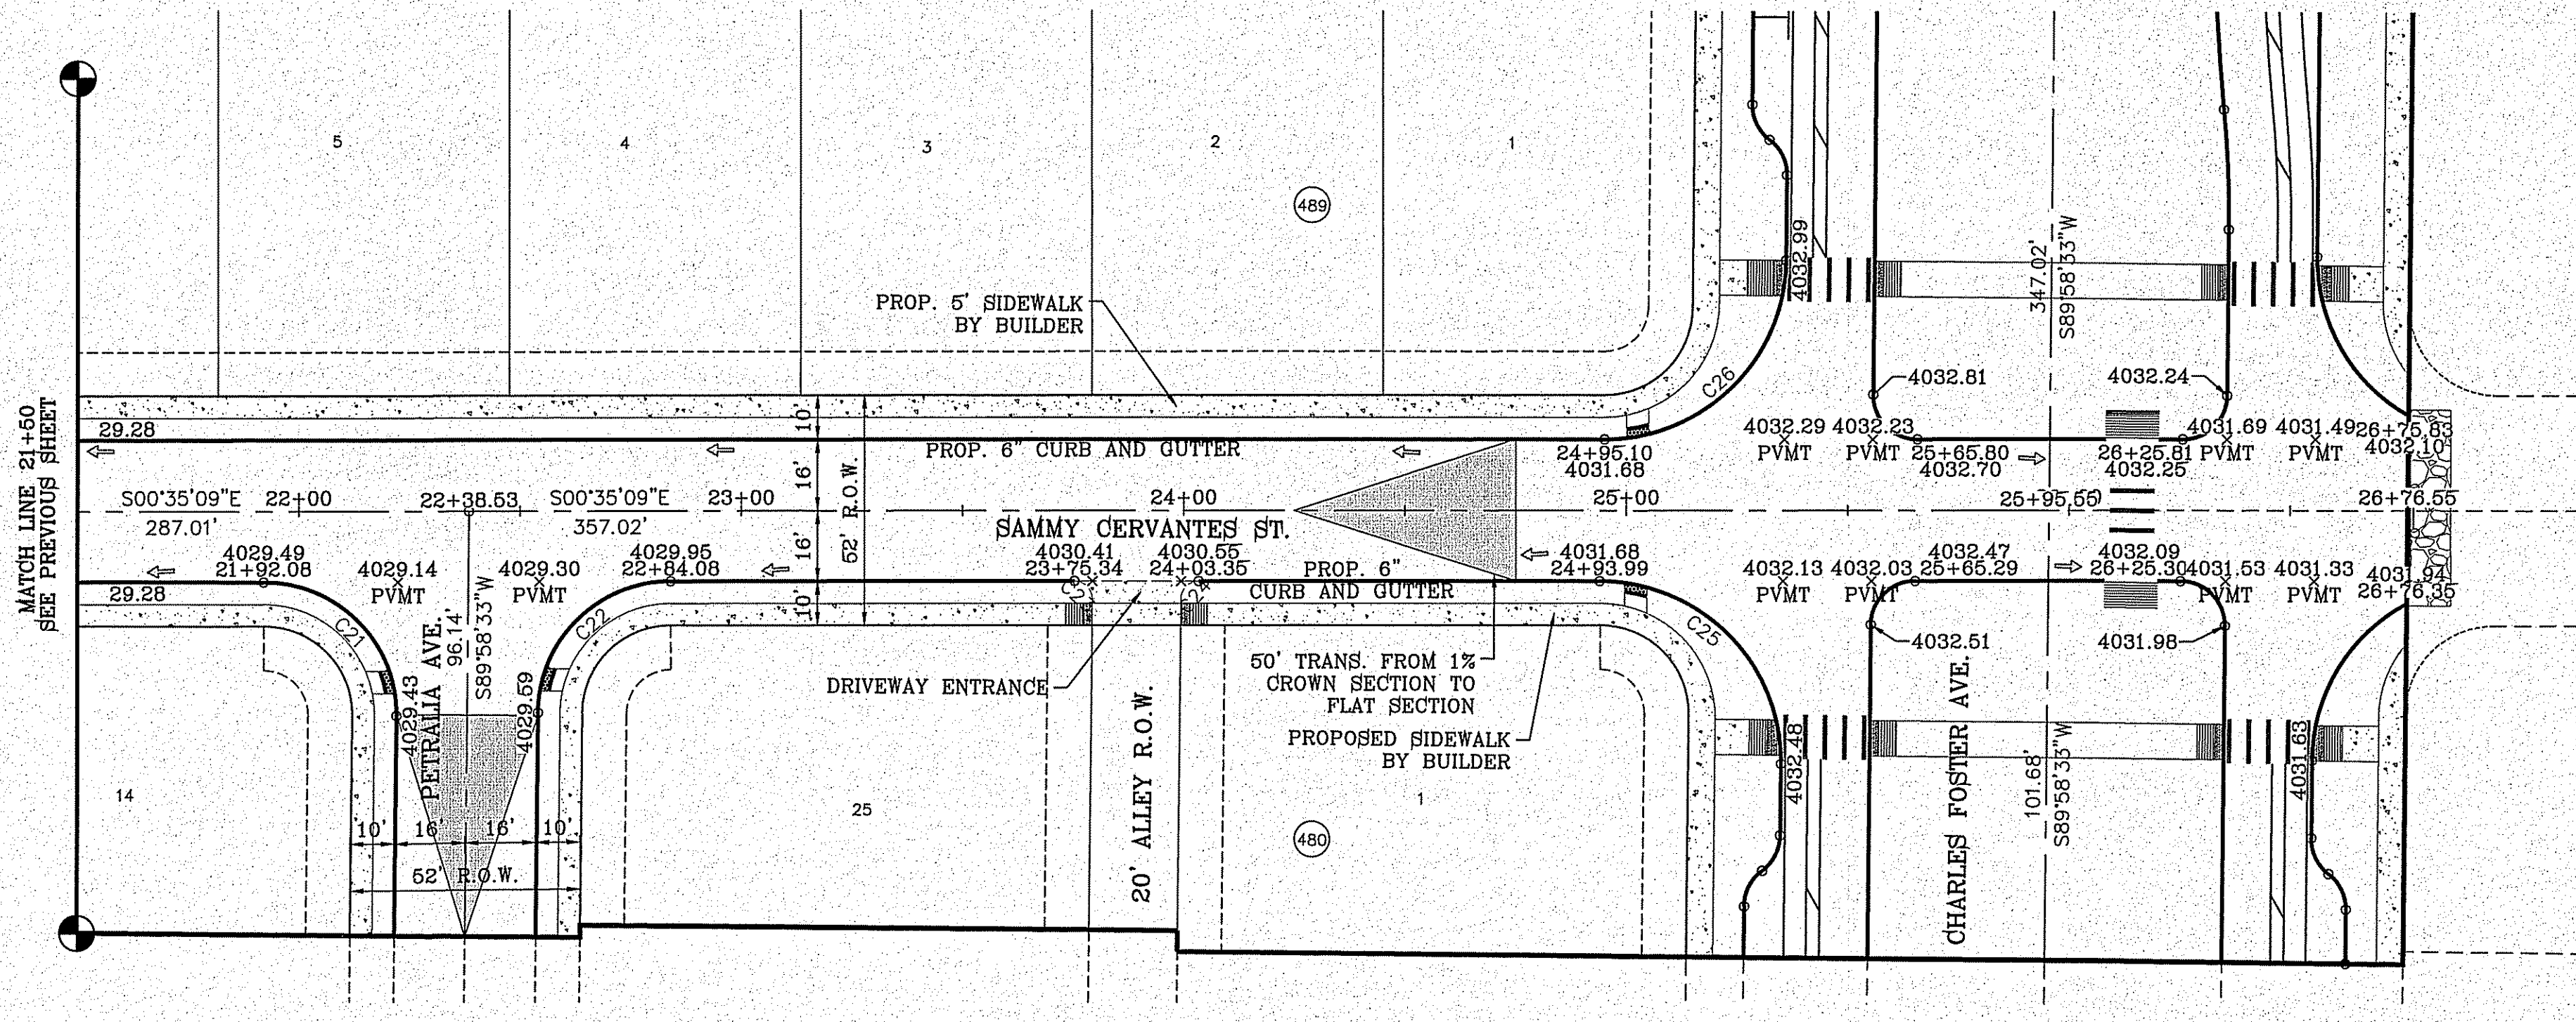 MATCH LINE 21+50
SEE PREVIOUS SHEET
5
4
3
2
1
489
PROP. 5' SIDEWALK
BY BUILDER
29.28
10'
16'
16'
10'
52' R.O.W.
PROP. 6" CURB AND GUTTER
24+95.10
4031.68
C26
4032.99
4032.81
4032.24
347.02'
S89°58'33"W
4032.29
PVMT
4032.23
PVMT
25+65.80
4032.70
26+25.81
4032.25
4031.69
PVMT
4031.49
PVMT
26+75.83
4032.10
S00°35'09"E
287.01'
22+00
22+38.53
S00°35'09"E
357.02'
23+00
24+00
25+00
25+95.55
26+76.55
SAMMY CERVANTES ST.
4029.49
21+92.08
4029.14
PVMT
4029.30
PVMT
4029.95
22+84.08
4030.41
23+75.34
4030.55
24+03.35
PROP. 6"
CURB AND GUTTER
4031.68
24+93.99
4032.13
PVMT
4032.03
PVMT
4032.47
25+65.29
4032.09
26+25.30
4031.53
PVMT
4031.33
PVMT
4031.94
26+76.35
29.28
C21
C22
C25
4032.51
4031.98
PETRALIA AVE.
96.14'
S89°58'33"W
4029.43
4029.59
DRIVEWAY ENTRANCE
50' TRANS. FROM 1%
CROWN SECTION TO
FLAT SECTION
PROPOSED SIDEWALK
BY BUILDER
20' ALLEY R.O.W.
CHARLES FOSTER AVE.
101.68'
S89°58'33"W
4032.48
4031.63
14
25
1
480
10'
16'
16'
10'
52' R.O.W.